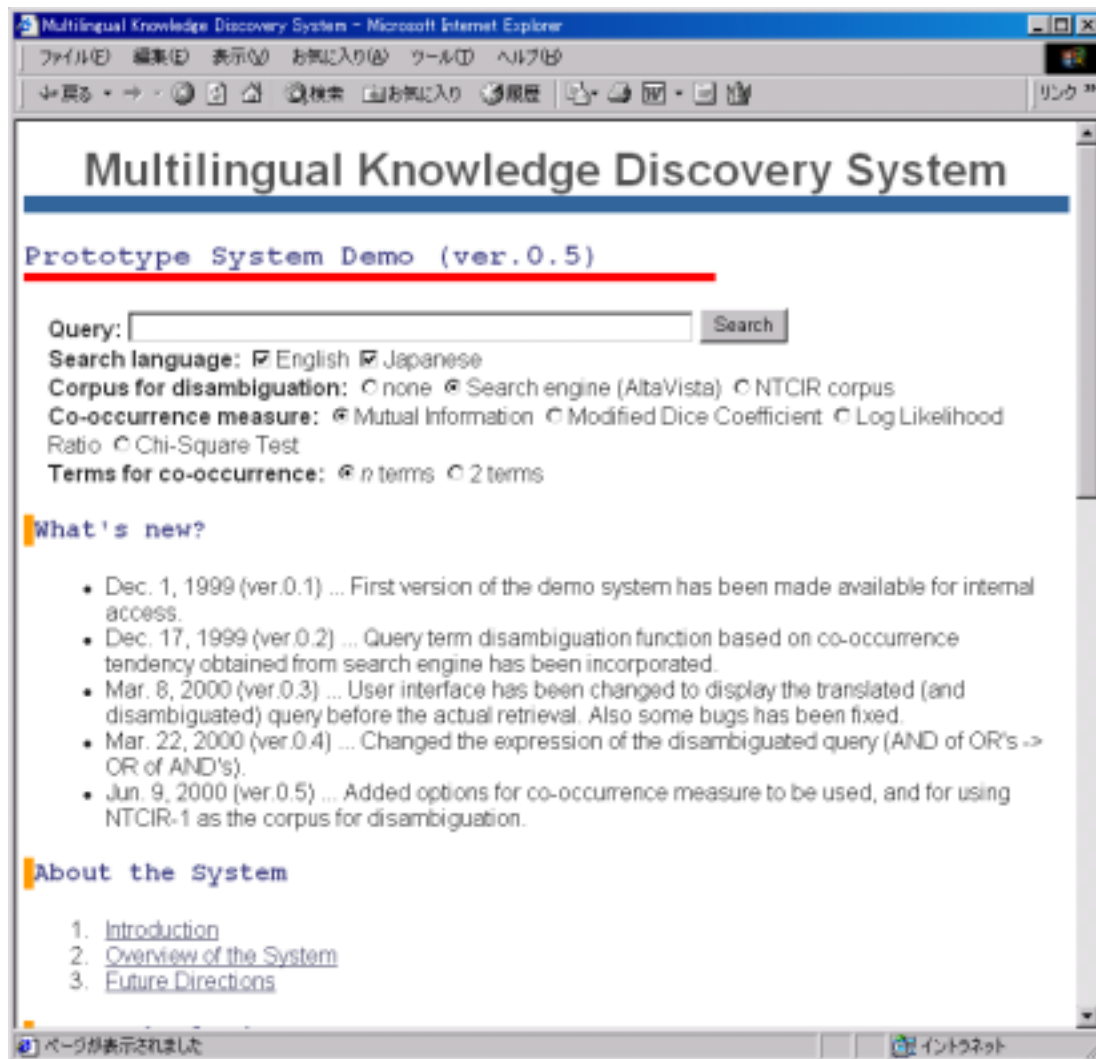 Multilingual Knowledge Discovery System - Microsoft Internet Explorer
ファイル(F) 編集(E) 表示(V) お気に入り(A) ツール(T) ヘルプ(H)
戻る 検索 お気に入り 履歴 リンク »
Multilingual Knowledge Discovery System
Prototype System Demo (ver.0.5)
Query: Search
Search language: English Japanese
Corpus for disambiguation: none Search engine (AltaVista) NTCIR corpus
Co-occurrence measure: Mutual Information Modified Dice Coefficient Log Likelihood
Ratio Chi-Square Test
Terms for co-occurrence: n terms 2 terms
What's new?
• Dec. 1, 1999 (ver.0.1) ... First version of the demo system has been made available for internal
access.
• Dec. 17, 1999 (ver.0.2) ... Query term disambiguation function based on co-occurrence
tendency obtained from search engine has been incorporated.
• Mar. 8, 2000 (ver.0.3) ... User interface has been changed to display the translated (and
disambiguated) query before the actual retrieval. Also some bugs has been fixed.
• Mar. 22, 2000 (ver.0.4) ... Changed the expression of the disambiguated query (AND of OR's ->
OR of AND's).
• Jun. 9, 2000 (ver.0.5) ... Added options for co-occurrence measure to be used, and for using
NTCIR-1 as the corpus for disambiguation.
About the System
1. Introduction
2. Overview of the System
3. Future Directions
ページが表示されました イントラネット